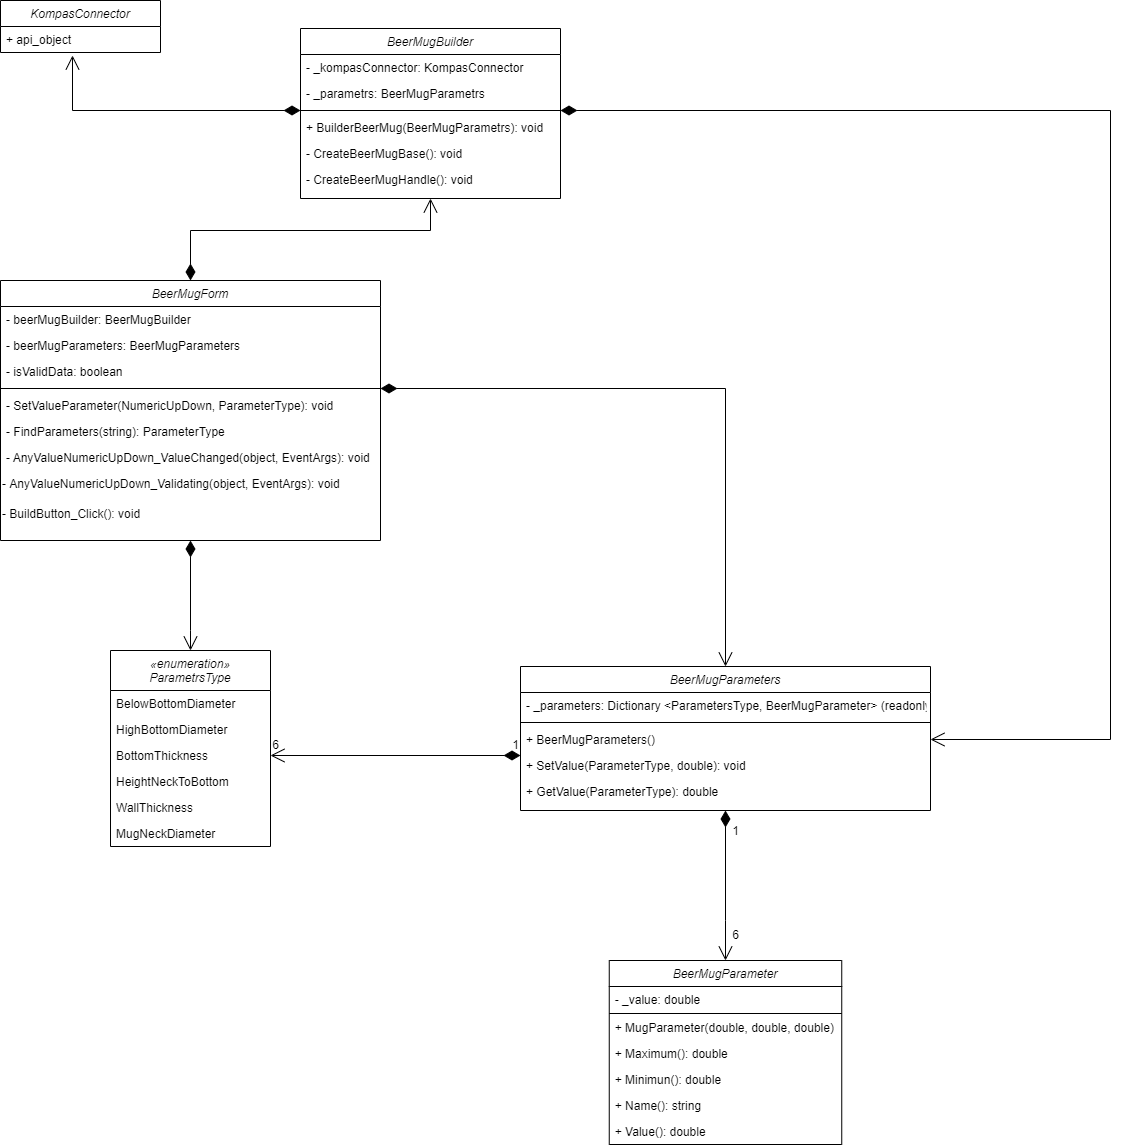 KompasConnector
+ api_object
BeerMugBuilder
- _kompasConnector: KompasConnector
- _parametrs: BeerMugParametrs
+ BuilderBeerMug(BeerMugParametrs): void
- CreateBeerMugBase(): void
- CreateBeerMugHandle(): void
BeerMugForm
- beerMugBuilder: BeerMugBuilder
- beerMugParameters: BeerMugParameters
- isValidData: boolean
- SetValueParameter(NumericUpDown, ParameterType): void
- FindParameters(string): ParameterType
- AnyValueNumericUpDown_ValueChanged(object, EventArgs): void
- AnyValueNumericUpDown_Validating(object, EventArgs): void
- BuildButton_Click(): void
«enumeration»
ParametrsType
BelowBottomDiameter
HighBottomDiameter
BottomThickness
HeightNeckToBottom
WallThickness
MugNeckDiameter
6
1
BeerMugParameters
- _parameters: Dictionary <ParametersType, BeerMugParameter> (readonly
+ BeerMugParameters()
+ SetValue(ParameterType, double): void
+ GetValue(ParameterType): double
1
6
BeerMugParameter
- _value: double
+ MugParameter(double, double, double)
+ Maximum(): double
+ Minimun(): double
+ Name(): string
+ Value(): double